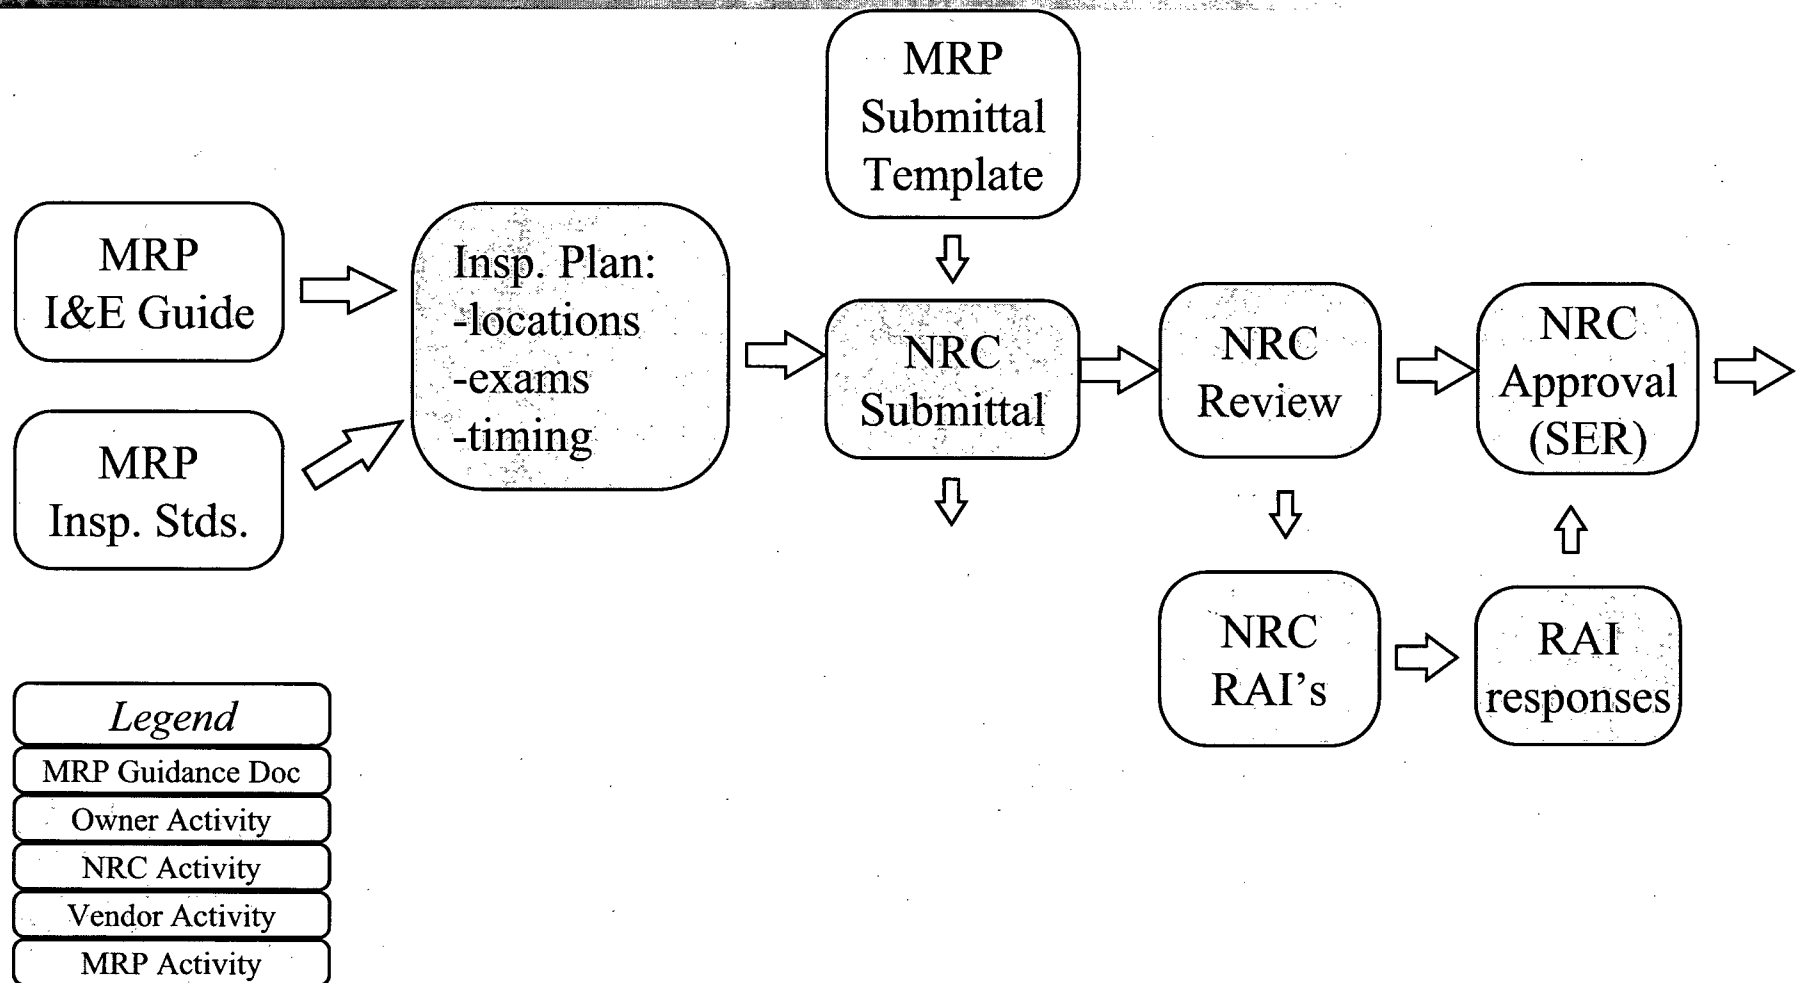 MRP
Submittal
Template
MRP
I&E Guide
MRP
Insp. Stds.
Insp. Plan:
-locations
-exams
-timing
NRC
Submittal
NRC
Review
NRC
Approval
(SER)
NRC
RAI’s
RAI
responses
Legend
MRP Guidance Doc
Owner Activity
NRC Activity
Vendor Activity
MRP Activity